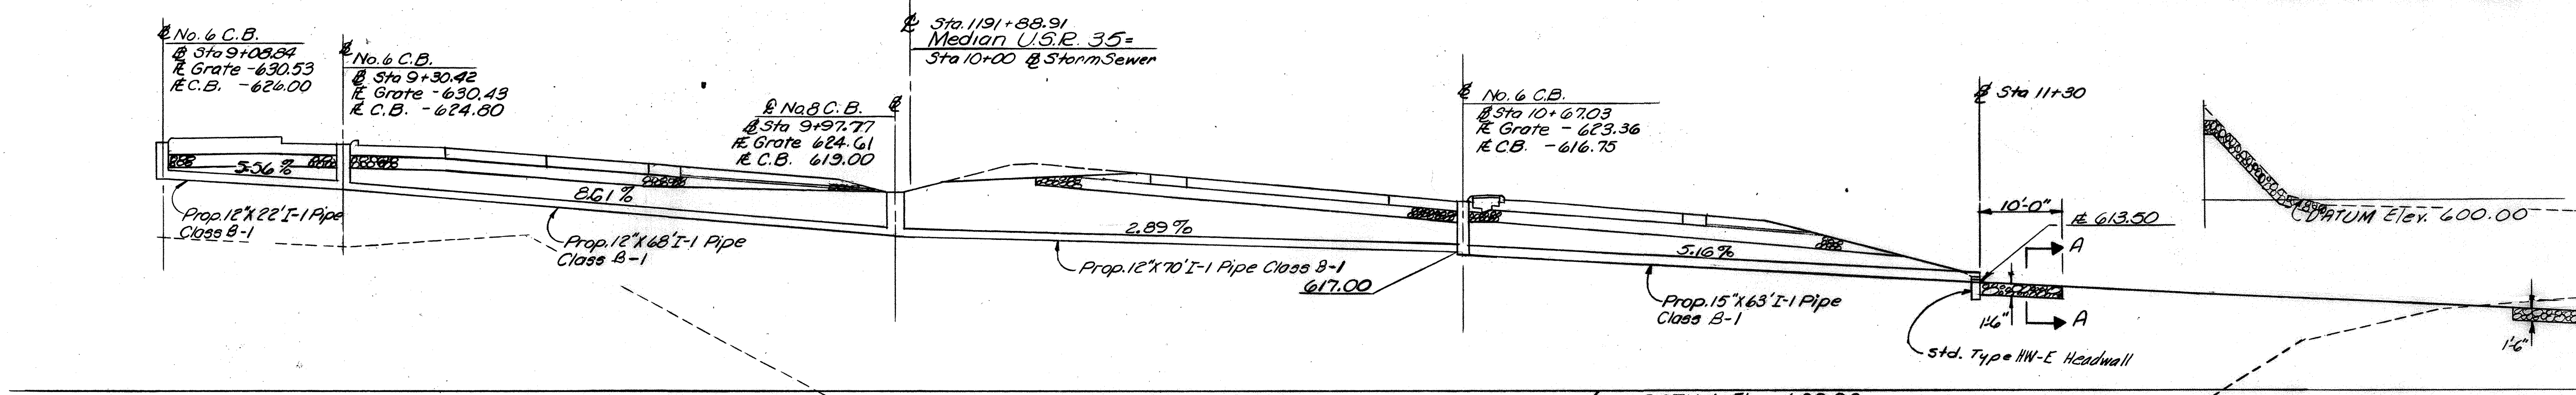 ℄ No. 6 C.B.
℄ Sta 9+08.84
℄ Grate - 630.53
℄ C.B. - 626.00
℄ No. 6 C.B.
℄ Sta 9+30.42
℄ Grate - 630.43
℄ C.B. - 624.80
℄ No. 8 C.B.
℄ Sta 9+97.77
℄ Grate 624.61
℄ C.B. 619.00
℄
℄ Sta. 1191+88.91
Median U.S.R. 35=
Sta 10+00 ℄ Storm Sewer
℄ No. 6 C.B.
℄ Sta 10+67.03
℄ Grate - 623.36
℄ C.B. - 616.75
℄ Sta 11+30
10'-0"
℄ 613.50
A
A
DATUM Elev. 600.00
5.56%
8.61%
2.89%
5.16%
Prop. 12"X22' I-1 Pipe
Class B-1
Prop. 12"X68' I-1 Pipe
Class B-1
Prop. 12"X70' I-1 Pipe Class B-1
617.00
Prop. 15"X63' I-1 Pipe
Class B-1
1'-6"
Std. Type HW-E Headwall
1'-6"